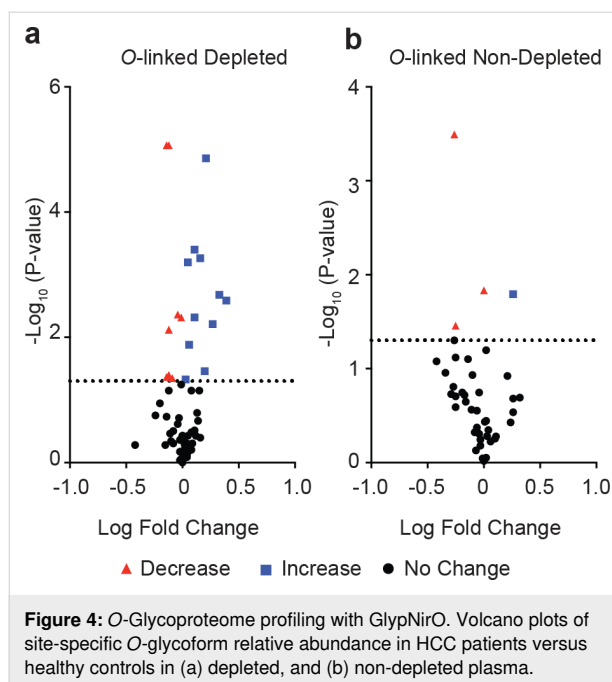 a
O-linked Depleted
6
4
-2
0
-1.0 -0.5 0 0.5 1.0
-Log10 (P-value)
Log Fold Change
b
O-linked Non-Depleted
4
3
2
1
0
-1.0 -0.5 0 0.5 1.0
-Log10 (P-value)
Log Fold Change
Decrease Increase No Change
Figure 4: O-Glycoproteome profiling with GlypNirO. Volcano plots of
site-specific O-glycoform relative abundance in HCC patients versus
healthy controls in (a) depleted, and (b) non-depleted plasma.